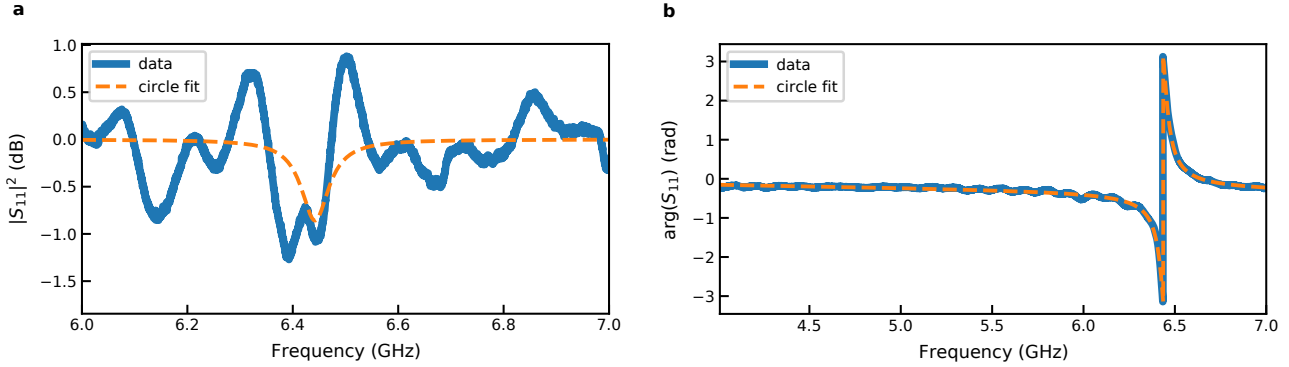 a
|S₁₁|² (dB)
1.0
0.5
0.0
−0.5
−1.0
−1.5
data
circle fit
6.0
6.2
6.4
6.6
6.8
7.0
Frequency (GHz)
b
arg(S₁₁) (rad)
3
2
1
0
−1
−2
−3
data
circle fit
4.5
5.0
5.5
6.0
6.5
7.0
Frequency (GHz)